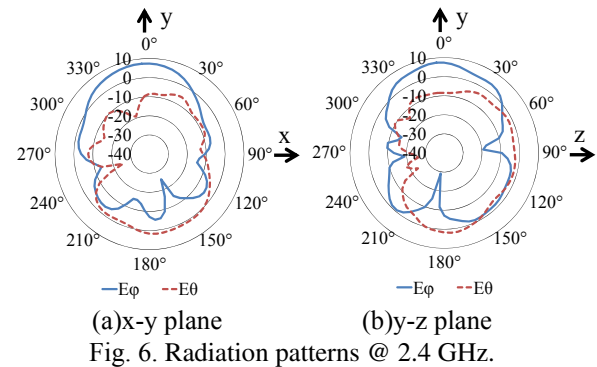 y
0°
330° 10 30°
0
300° -10 60°
-20
-30 x
270° -40 90°
240° 120°
210° 150°
180°
Eφ Eθ
(a)x-y plane
y
0°
330° 10 30°
0
300° -10 60°
-20
-30 z
270° -40 90°
240° 120°
210° 150°
180°
Eφ Eθ
(b)y-z plane
Fig. 6. Radiation patterns @ 2.4 GHz.